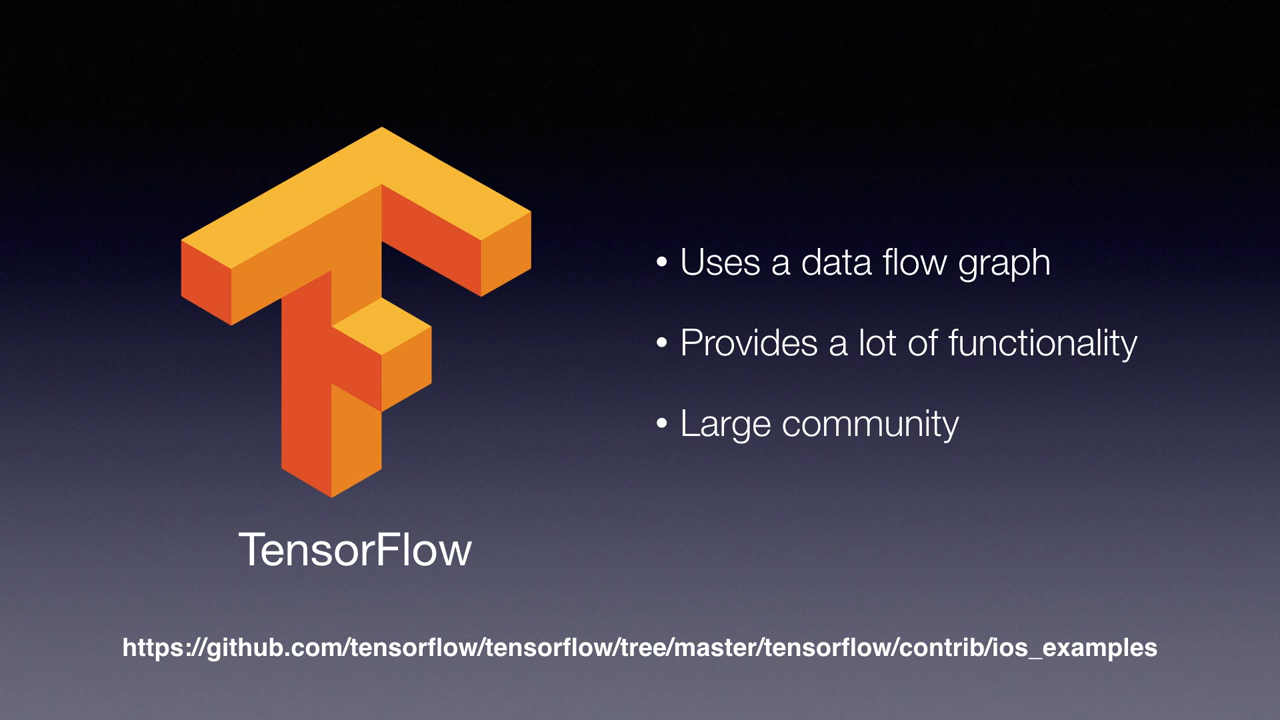 • Uses a data flow graph
• Provides a lot of functionality
• Large community
TensorFlow
https://github.com/tensorflow/tensorflow/tree/master/tensorflow/contrib/ios_examples